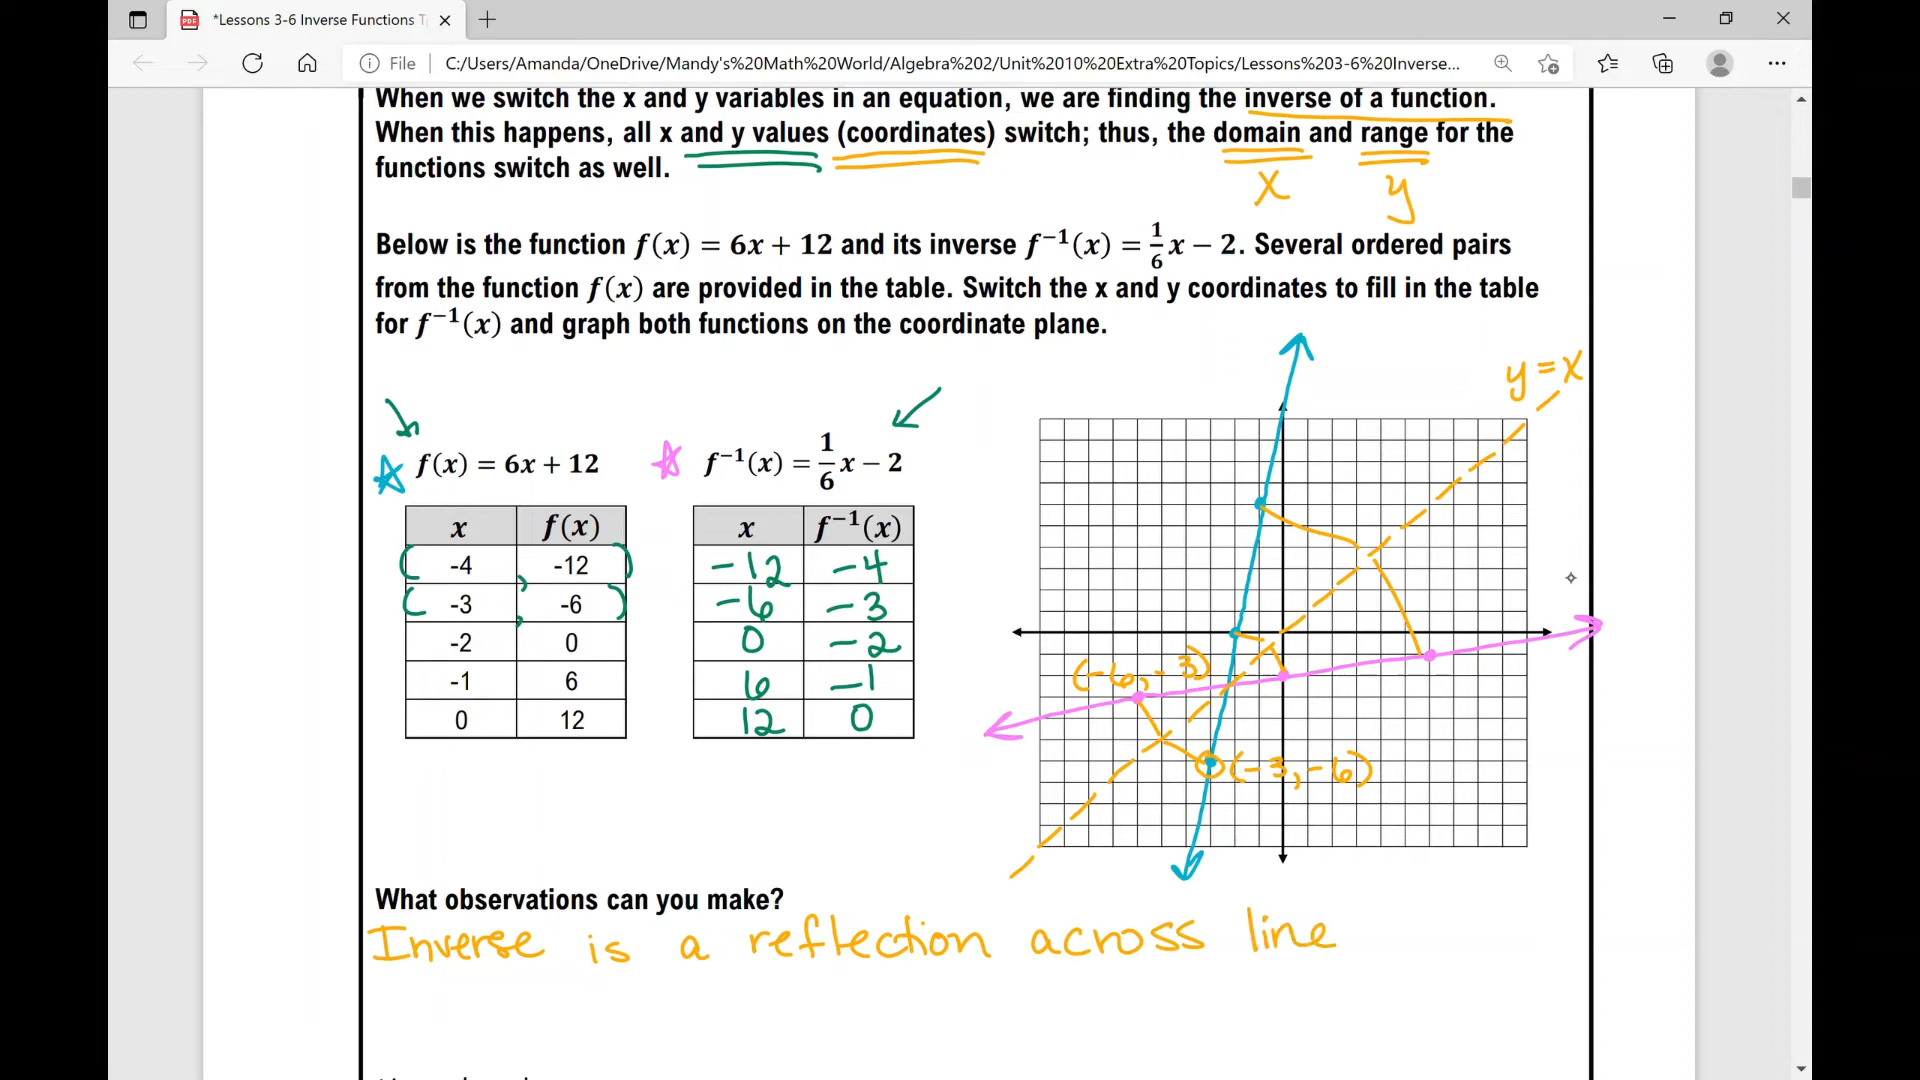 *Lessons 3-6 Inverse Functions T
File
C:/Users/Amanda/OneDrive/Mandy's%20Math%20World/Algebra%202/Unit%2010%20Extra%20Topics/Lessons%203-6%20Inverse...
When we switch the x and y variables in an equation, we are finding the inverse of a function.
When this happens, all x and y values (coordinates) switch; thus, the domain and range for the
functions switch as well.
x y
Below is the function f(x) = 6x + 12 and its inverse f⁻¹(x) = 1/6 x − 2. Several ordered pairs
from the function f(x) are provided in the table. Switch the x and y coordinates to fill in the table
for f⁻¹(x) and graph both functions on the coordinate plane.
y = x
f(x) = 6x + 12
x f(x)
(-4 , -12)
(-3 , -6)
-2 0
-1 6
0 12
f⁻¹(x) = 1/6 x − 2
x f⁻¹(x)
-12 -4
-6 -3
0 -2
6 -1
12 0
(-6, -3)
(-3, -6)
What observations can you make?
Inverse is a reflection across line